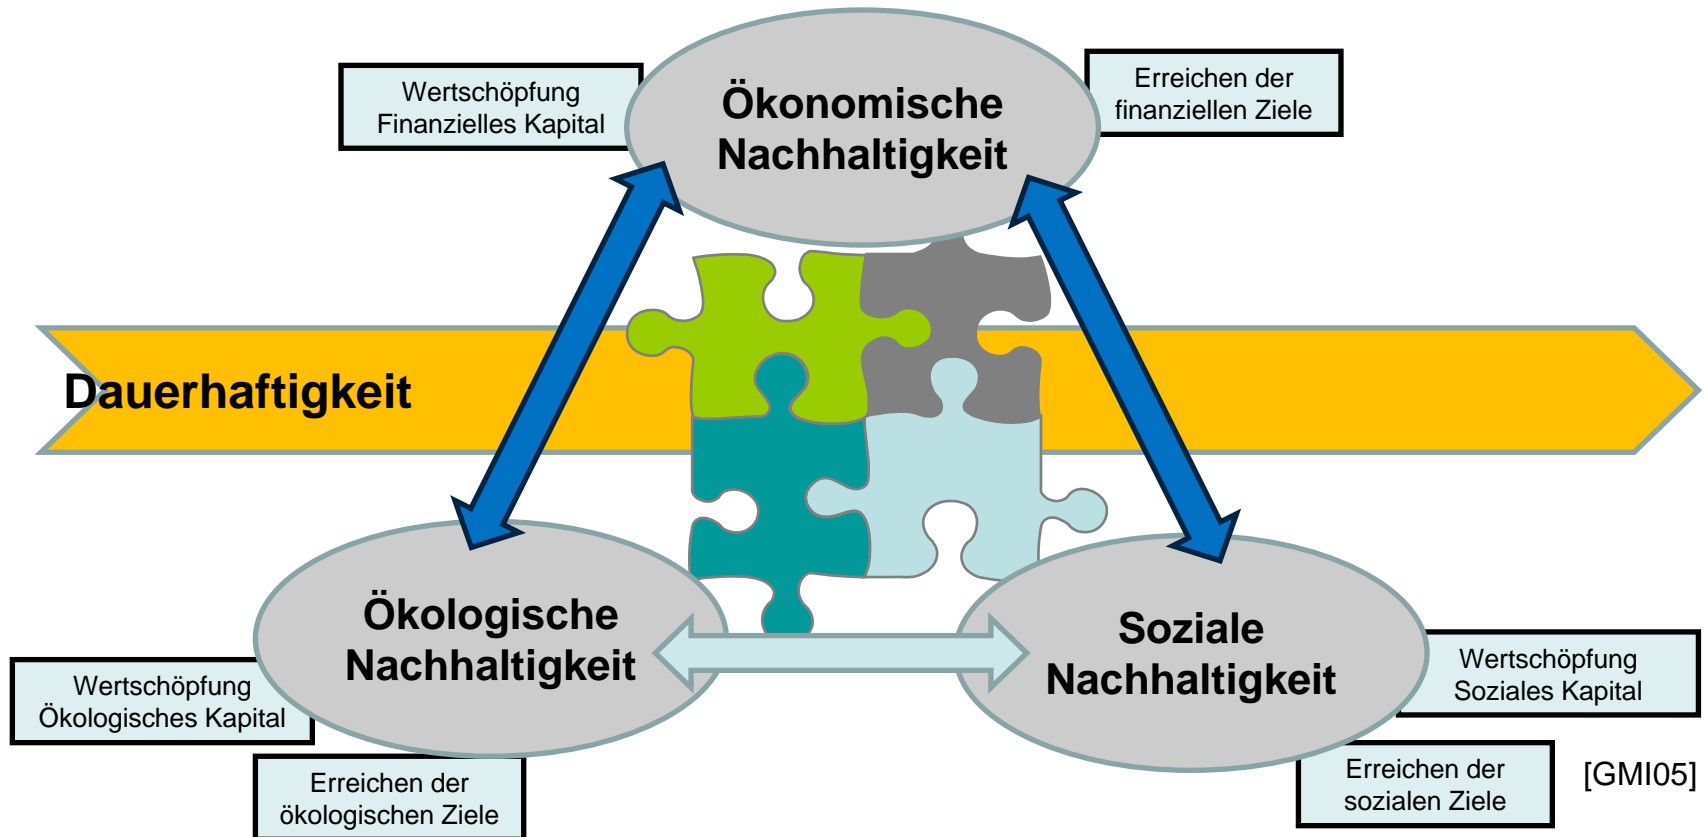 Wertschöpfung
Finanzielles Kapital
Ökonomische
Nachhaltigkeit
Erreichen der
finanziellen Ziele
Dauerhaftigkeit
Ökologische
Nachhaltigkeit
Soziale
Nachhaltigkeit
Wertschöpfung
Ökologisches Kapital
Wertschöpfung
Soziales Kapital
Erreichen der
ökologischen Ziele
Erreichen der
sozialen Ziele
[GMI05]